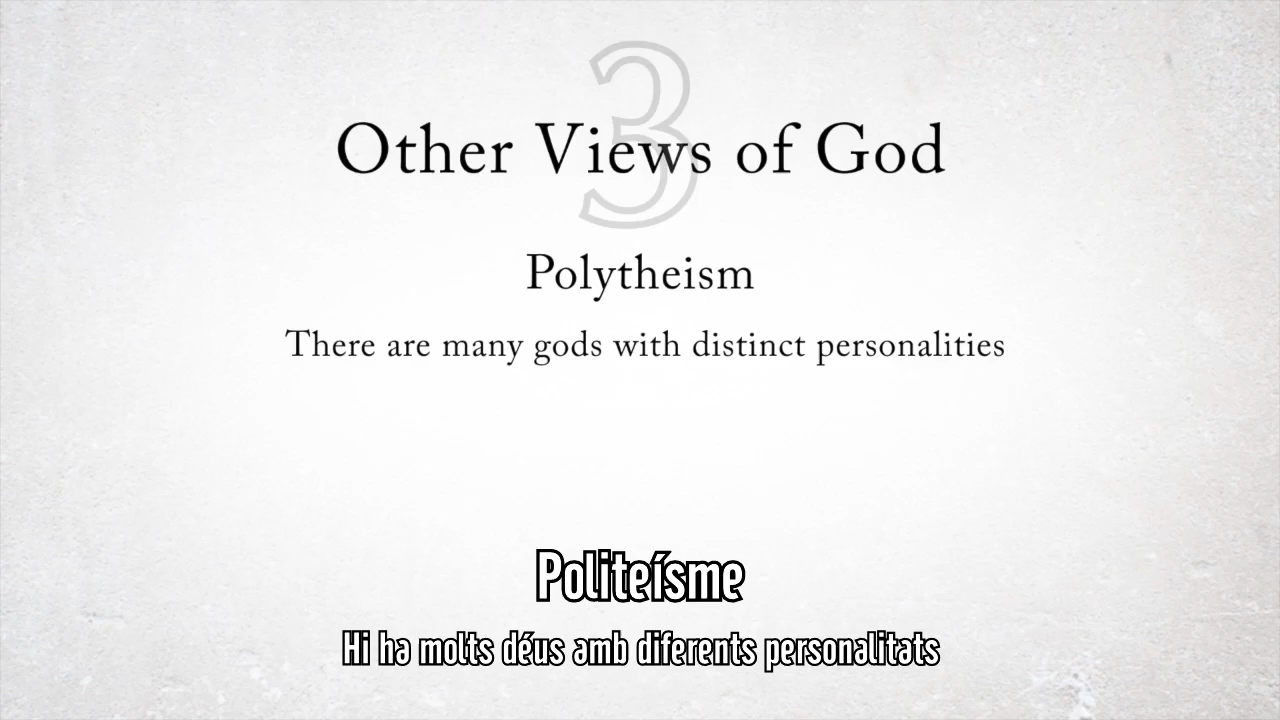 3
Other Views of God
Polytheism
There are many gods with distinct personalities
Politeísme
Hi ha molts déus amb diferents personalitats